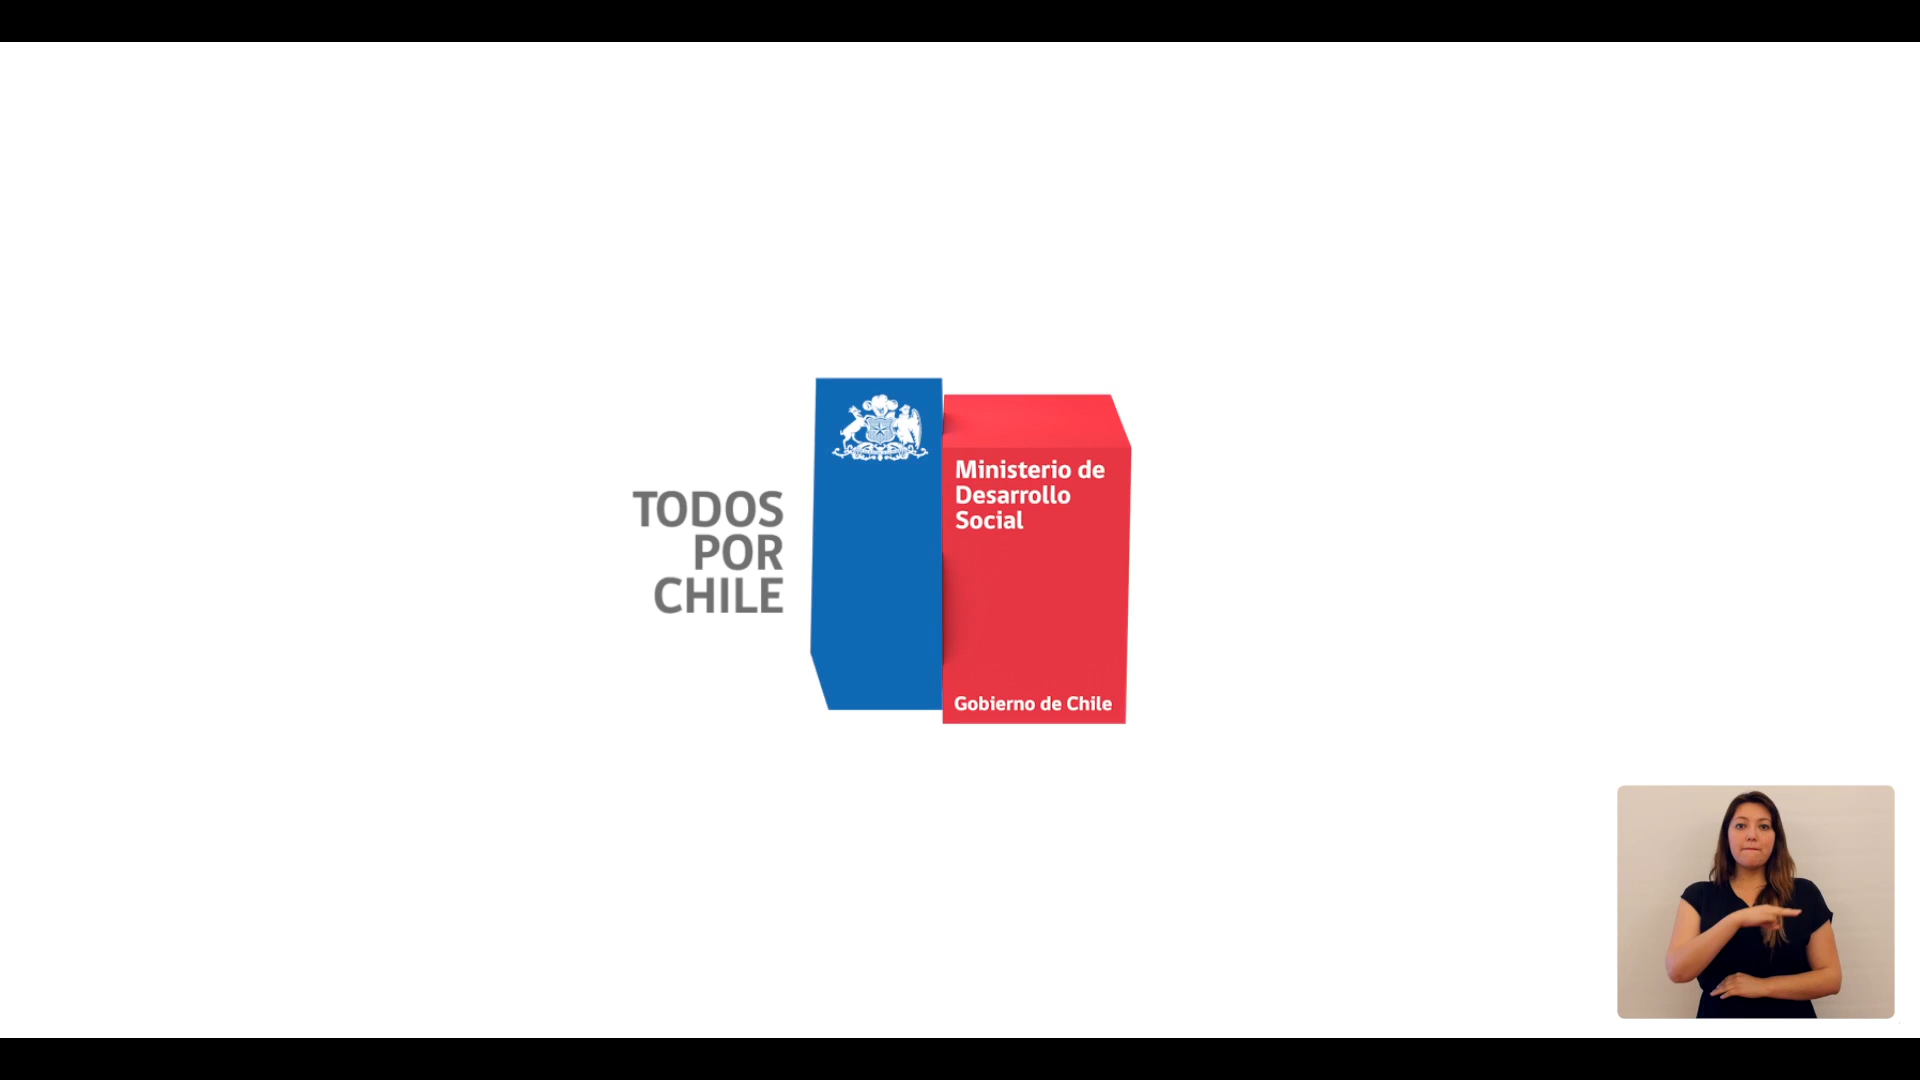 TODOS
POR
CHILE
Ministerio de
Desarrollo
Social
Gobierno de Chile